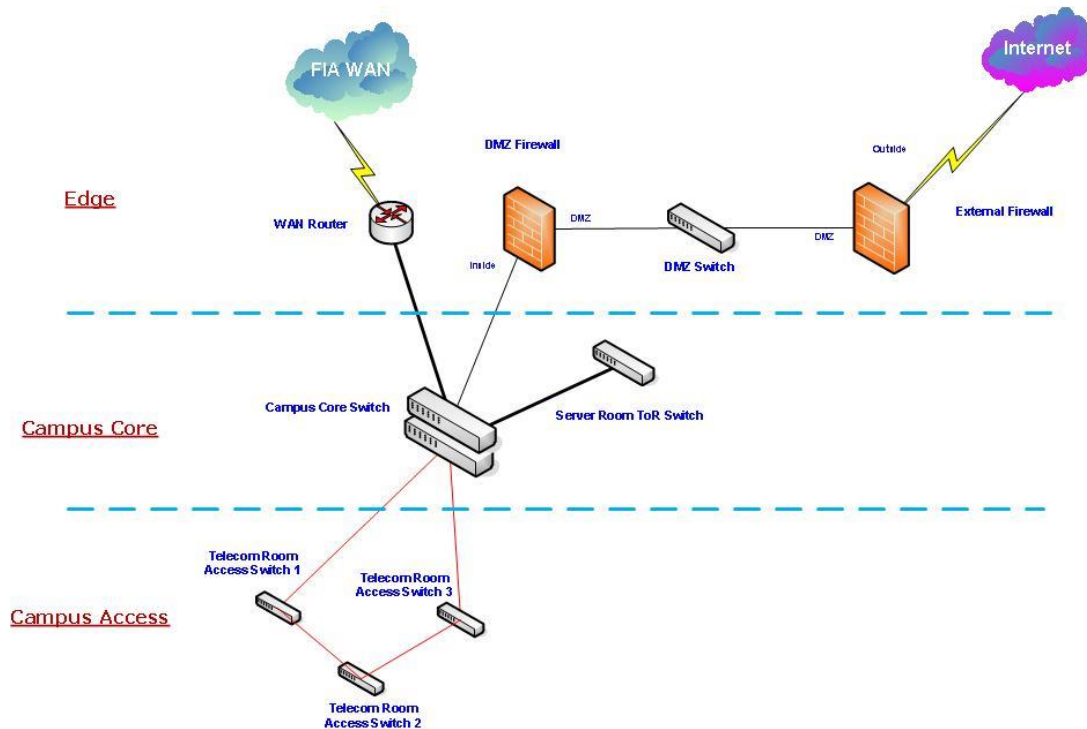 FIA WAN
Internet
DMZ Firewall
Outside
Edge
WAN Router
DMZ
DMZ
External Firewall
Inside
DMZ Switch
Campus Core Switch
Server Room ToR Switch
Campus Core
Telecom Room
Access Switch 1
Telecom Room
Access Switch 3
Campus Access
Telecom Room
Access Switch 2